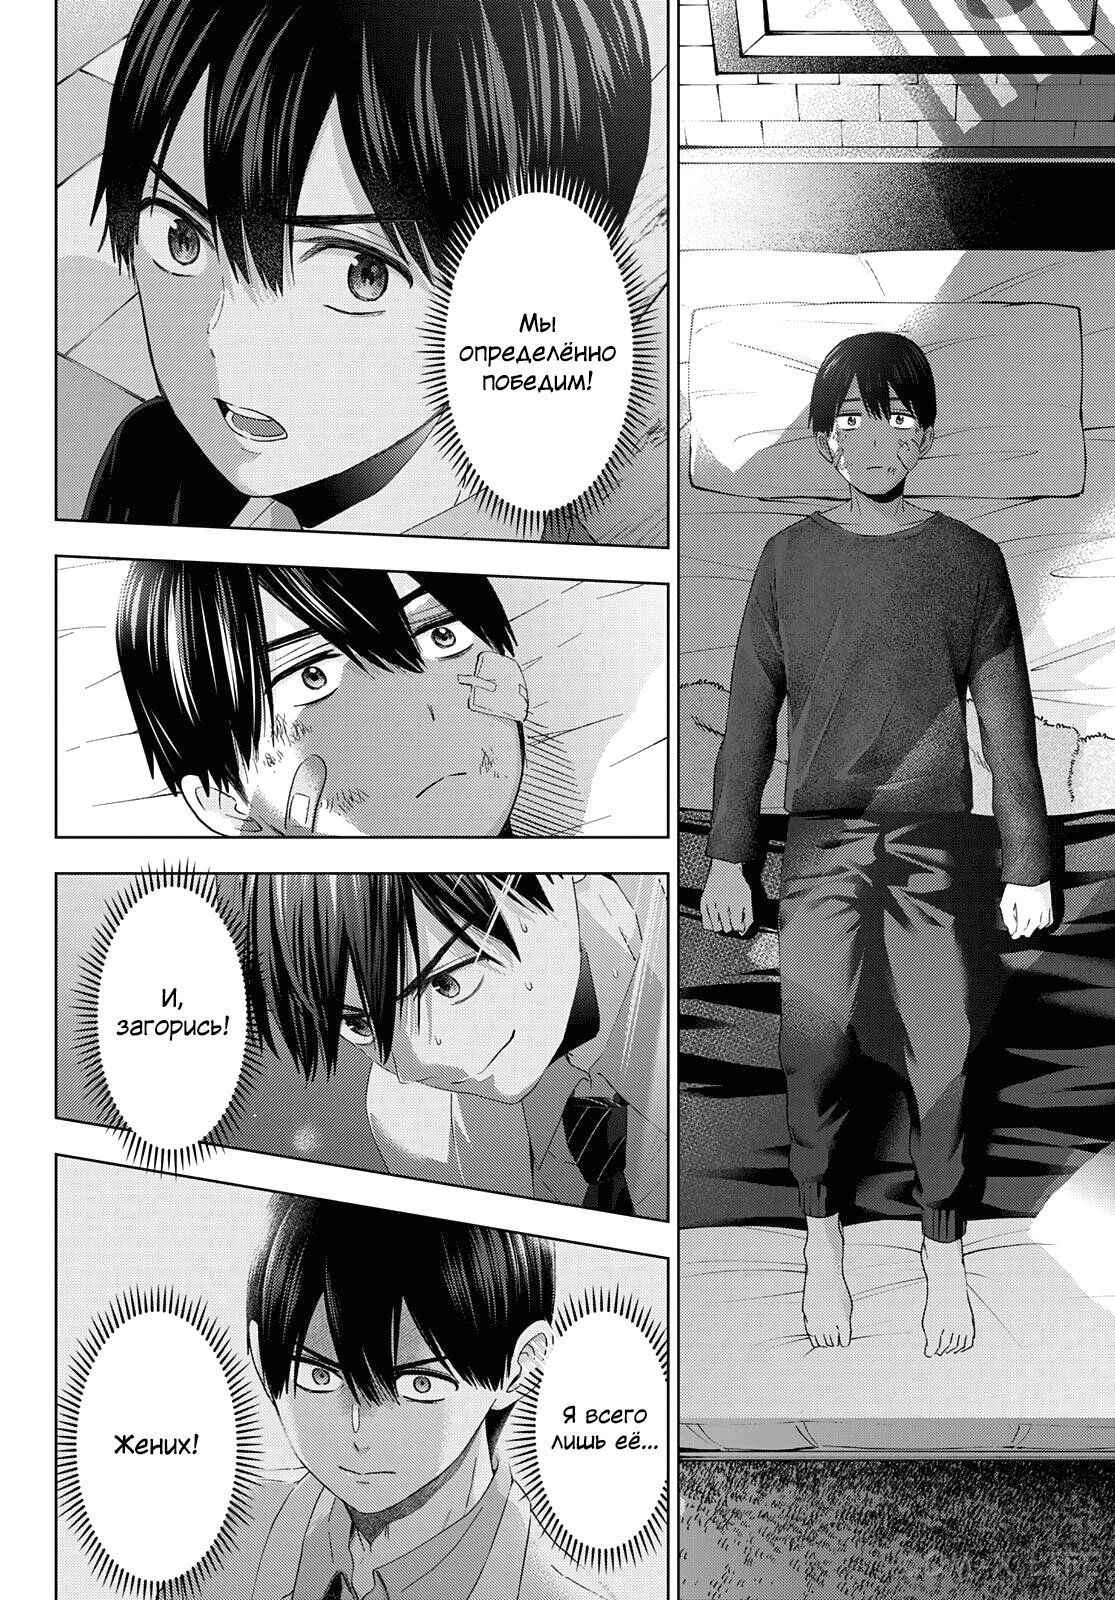 Мы
определённо
победим!
И,
загорись!
Я всего
лишь её...
Жених!